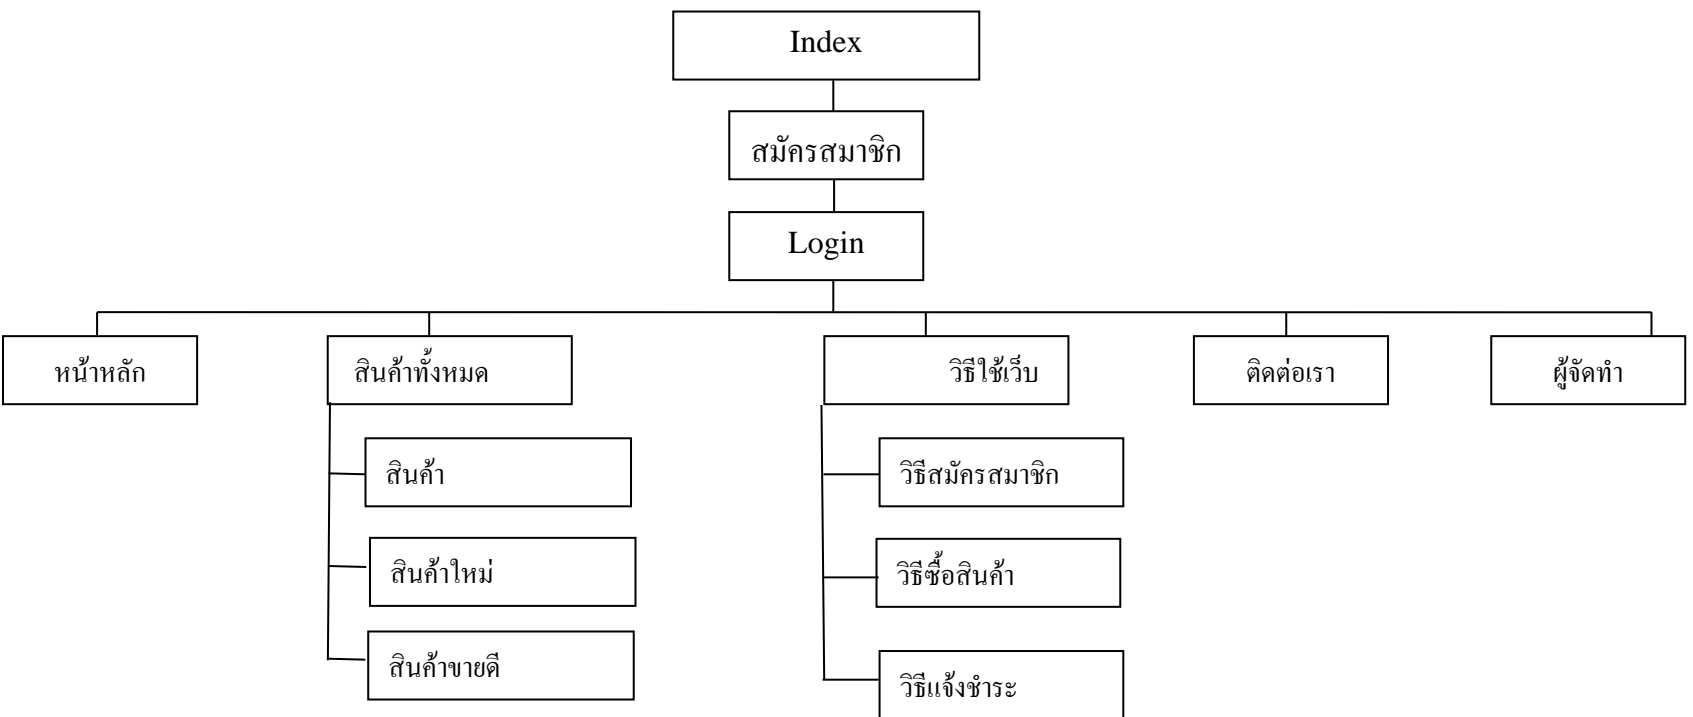 Index
สมัครสมาชิก
Login
หน้าหลัก
สินค้าทั้งหมด
วิธีใช้เว็บ
ติดต่อเรา
ผู้จัดทำ
สินค้า
สินค้าใหม่
สินค้าขายดี
วิธีสมัครสมาชิก
วิธีซื้อสินค้า
วิธีแจ้งชำระ